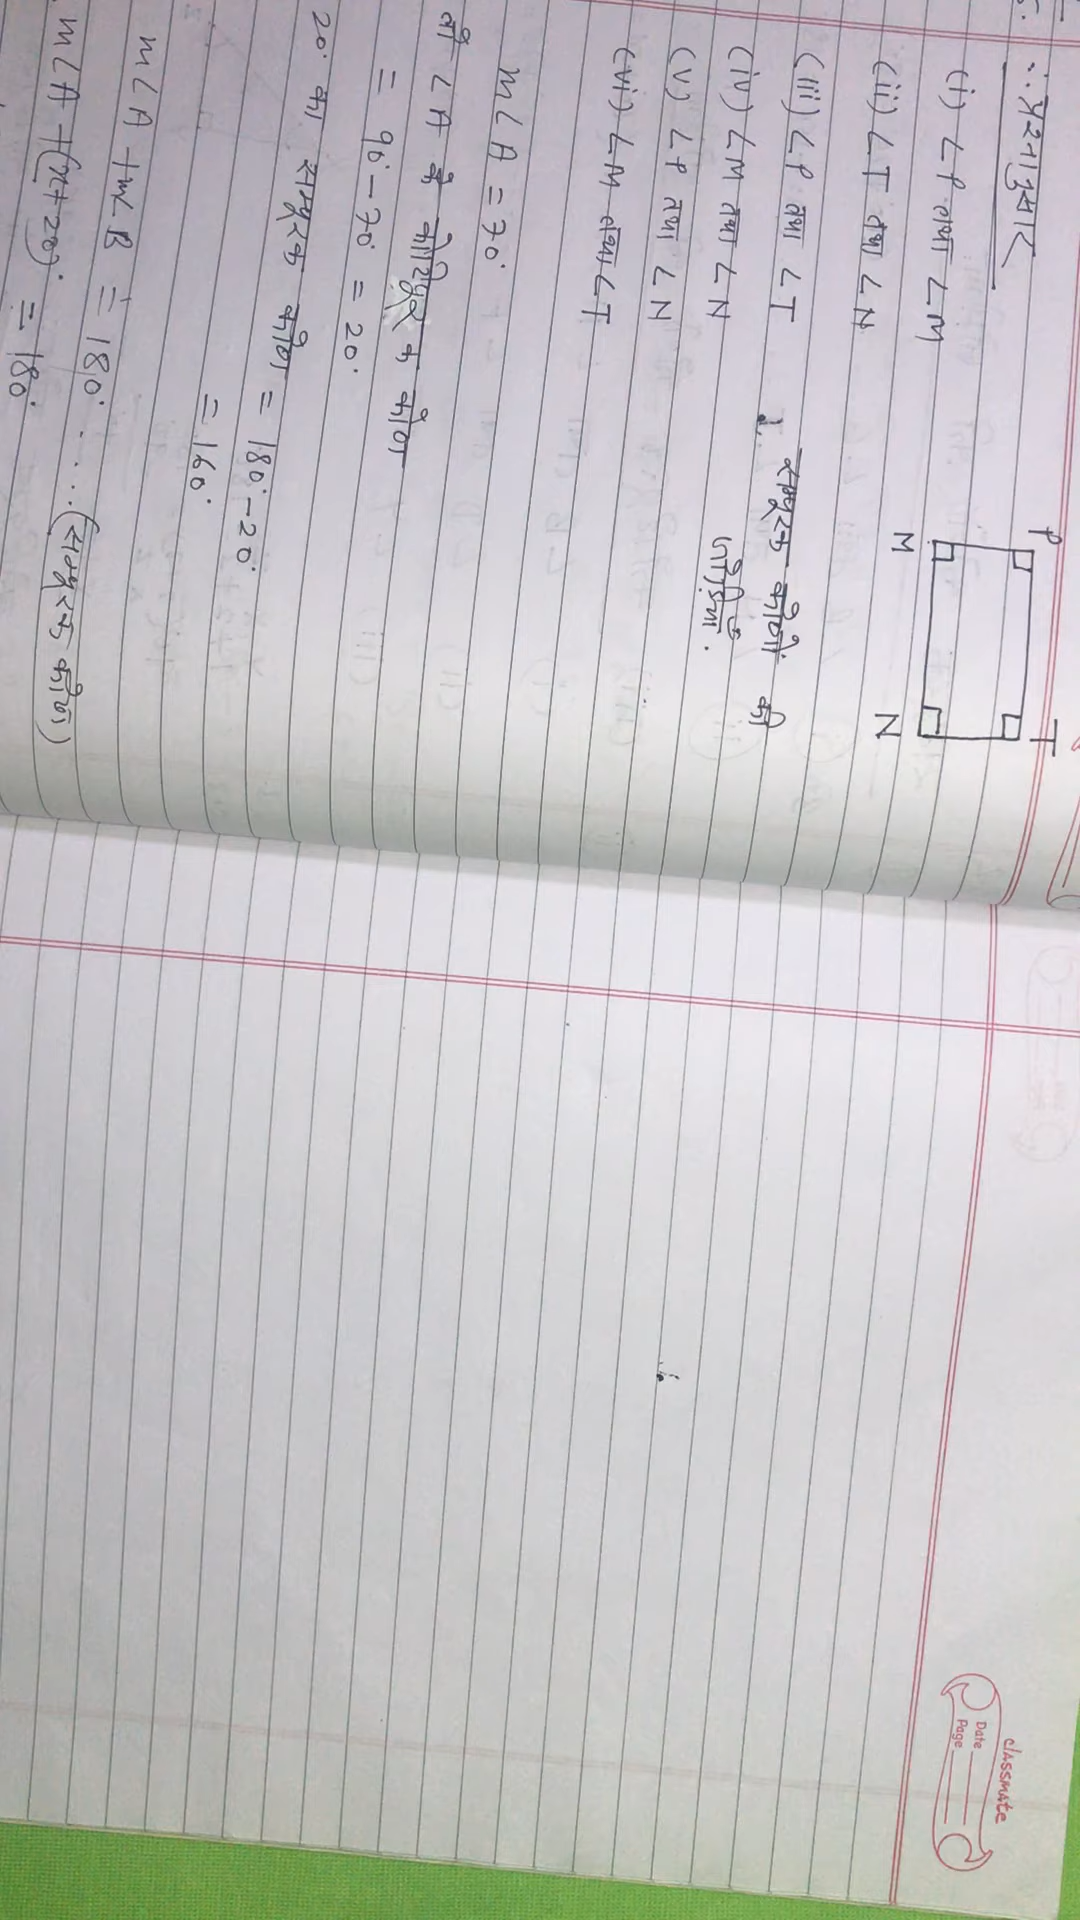 ∴ प्रश्नानुसार
P T
M N
(i) ∠P तथा ∠M
(ii) ∠T तथा ∠N
(iii) ∠P तथा ∠T
(iv) ∠M तथा ∠N
(v) ∠P तथा ∠N
(vi) ∠M तथा ∠T
सम्पूरक कोणों की
जोड़ियाँ.
m∠A = 70°
तो ∠A के कोटिपूरक कोण
= 90° - 70° = 20°
20° का सम्पूरक कोण = 180° - 20°
= 160°
m∠A + m∠B = 180° ..... (सम्पूरक कोण)
m∠A + (x + 20)° = 180°
classmate
Date
Page